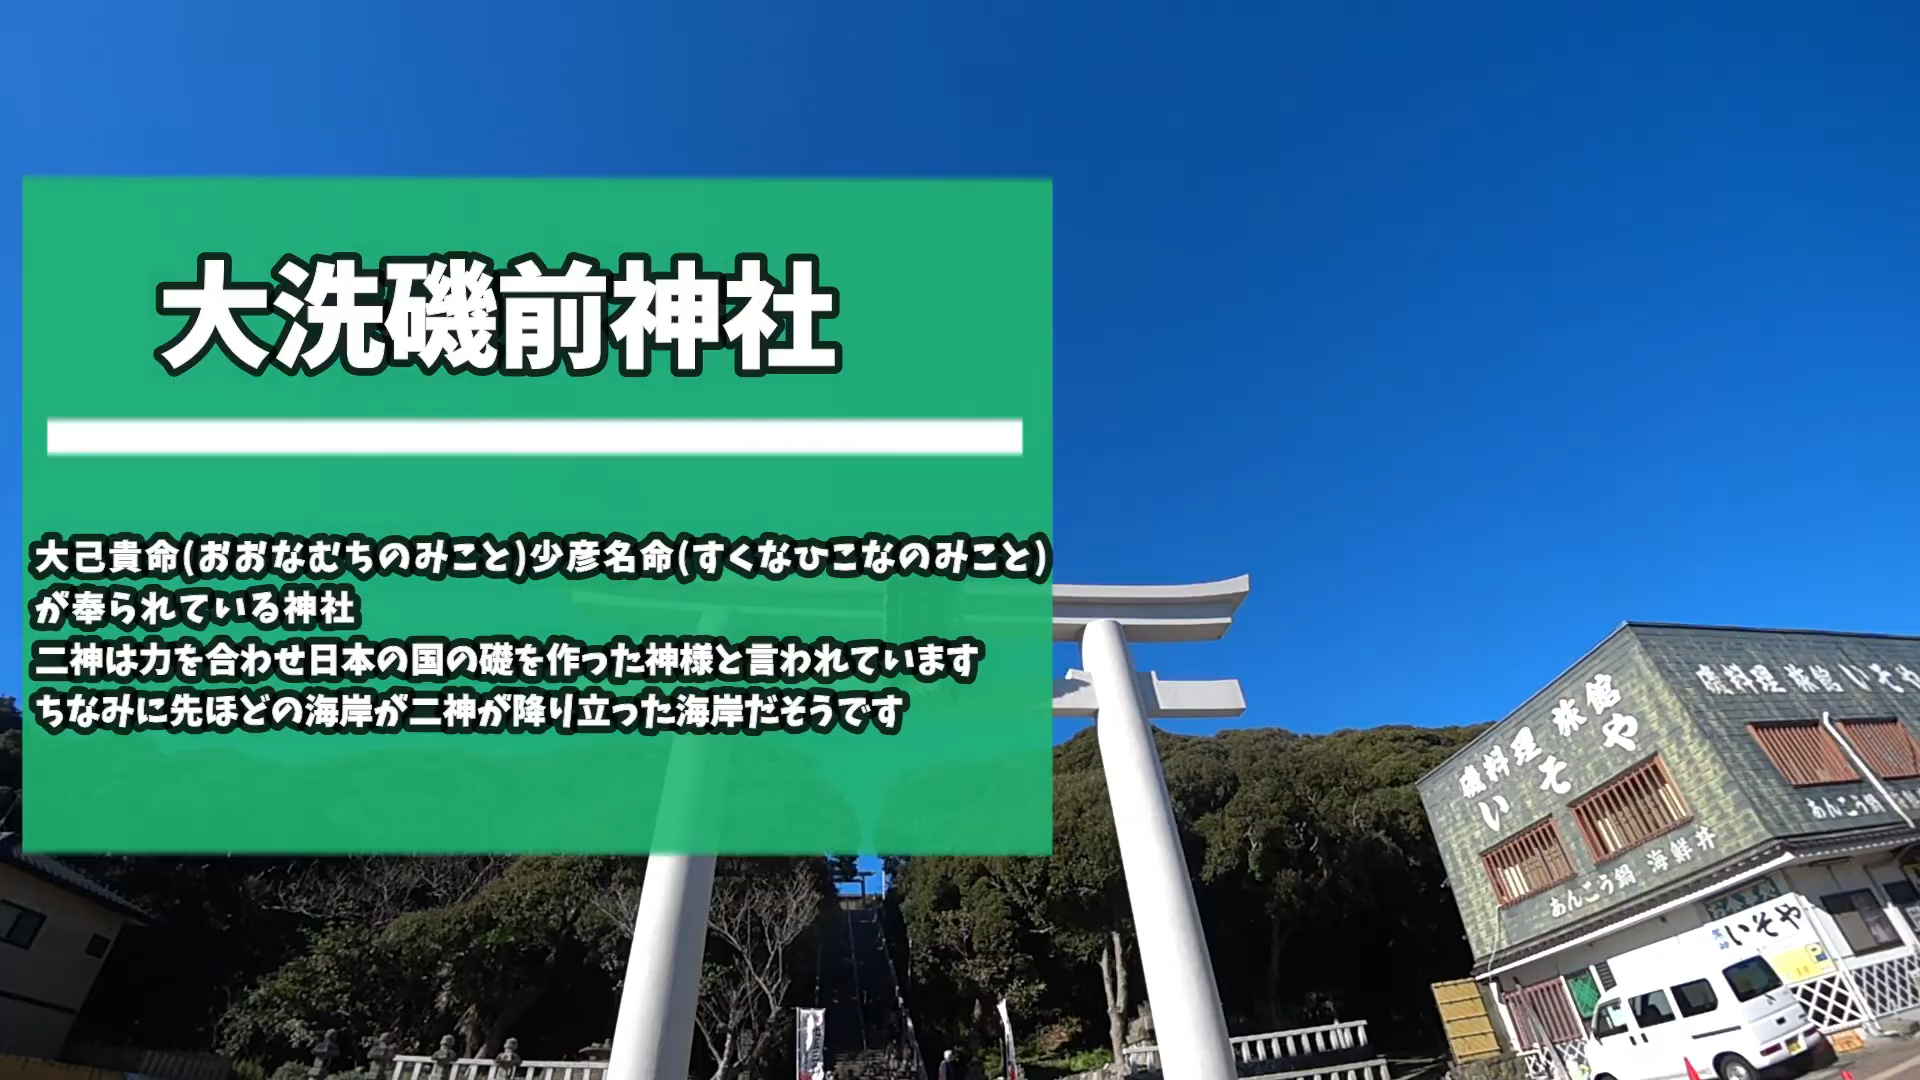 大洗磯前神社
大己貴命(おおなむちのみこと)少彦名命(すくなひこなのみこと)
が奉られている神社
二神は力を合わせ日本の国の礎を作った神様と言われています
ちなみに先ほどの海岸が二神が降り立った海岸だそうです
磯料理 旅館
いそや
あんこう鍋 海鮮丼
磯料理 旅館 いそや
あんこう鍋
いそや
P